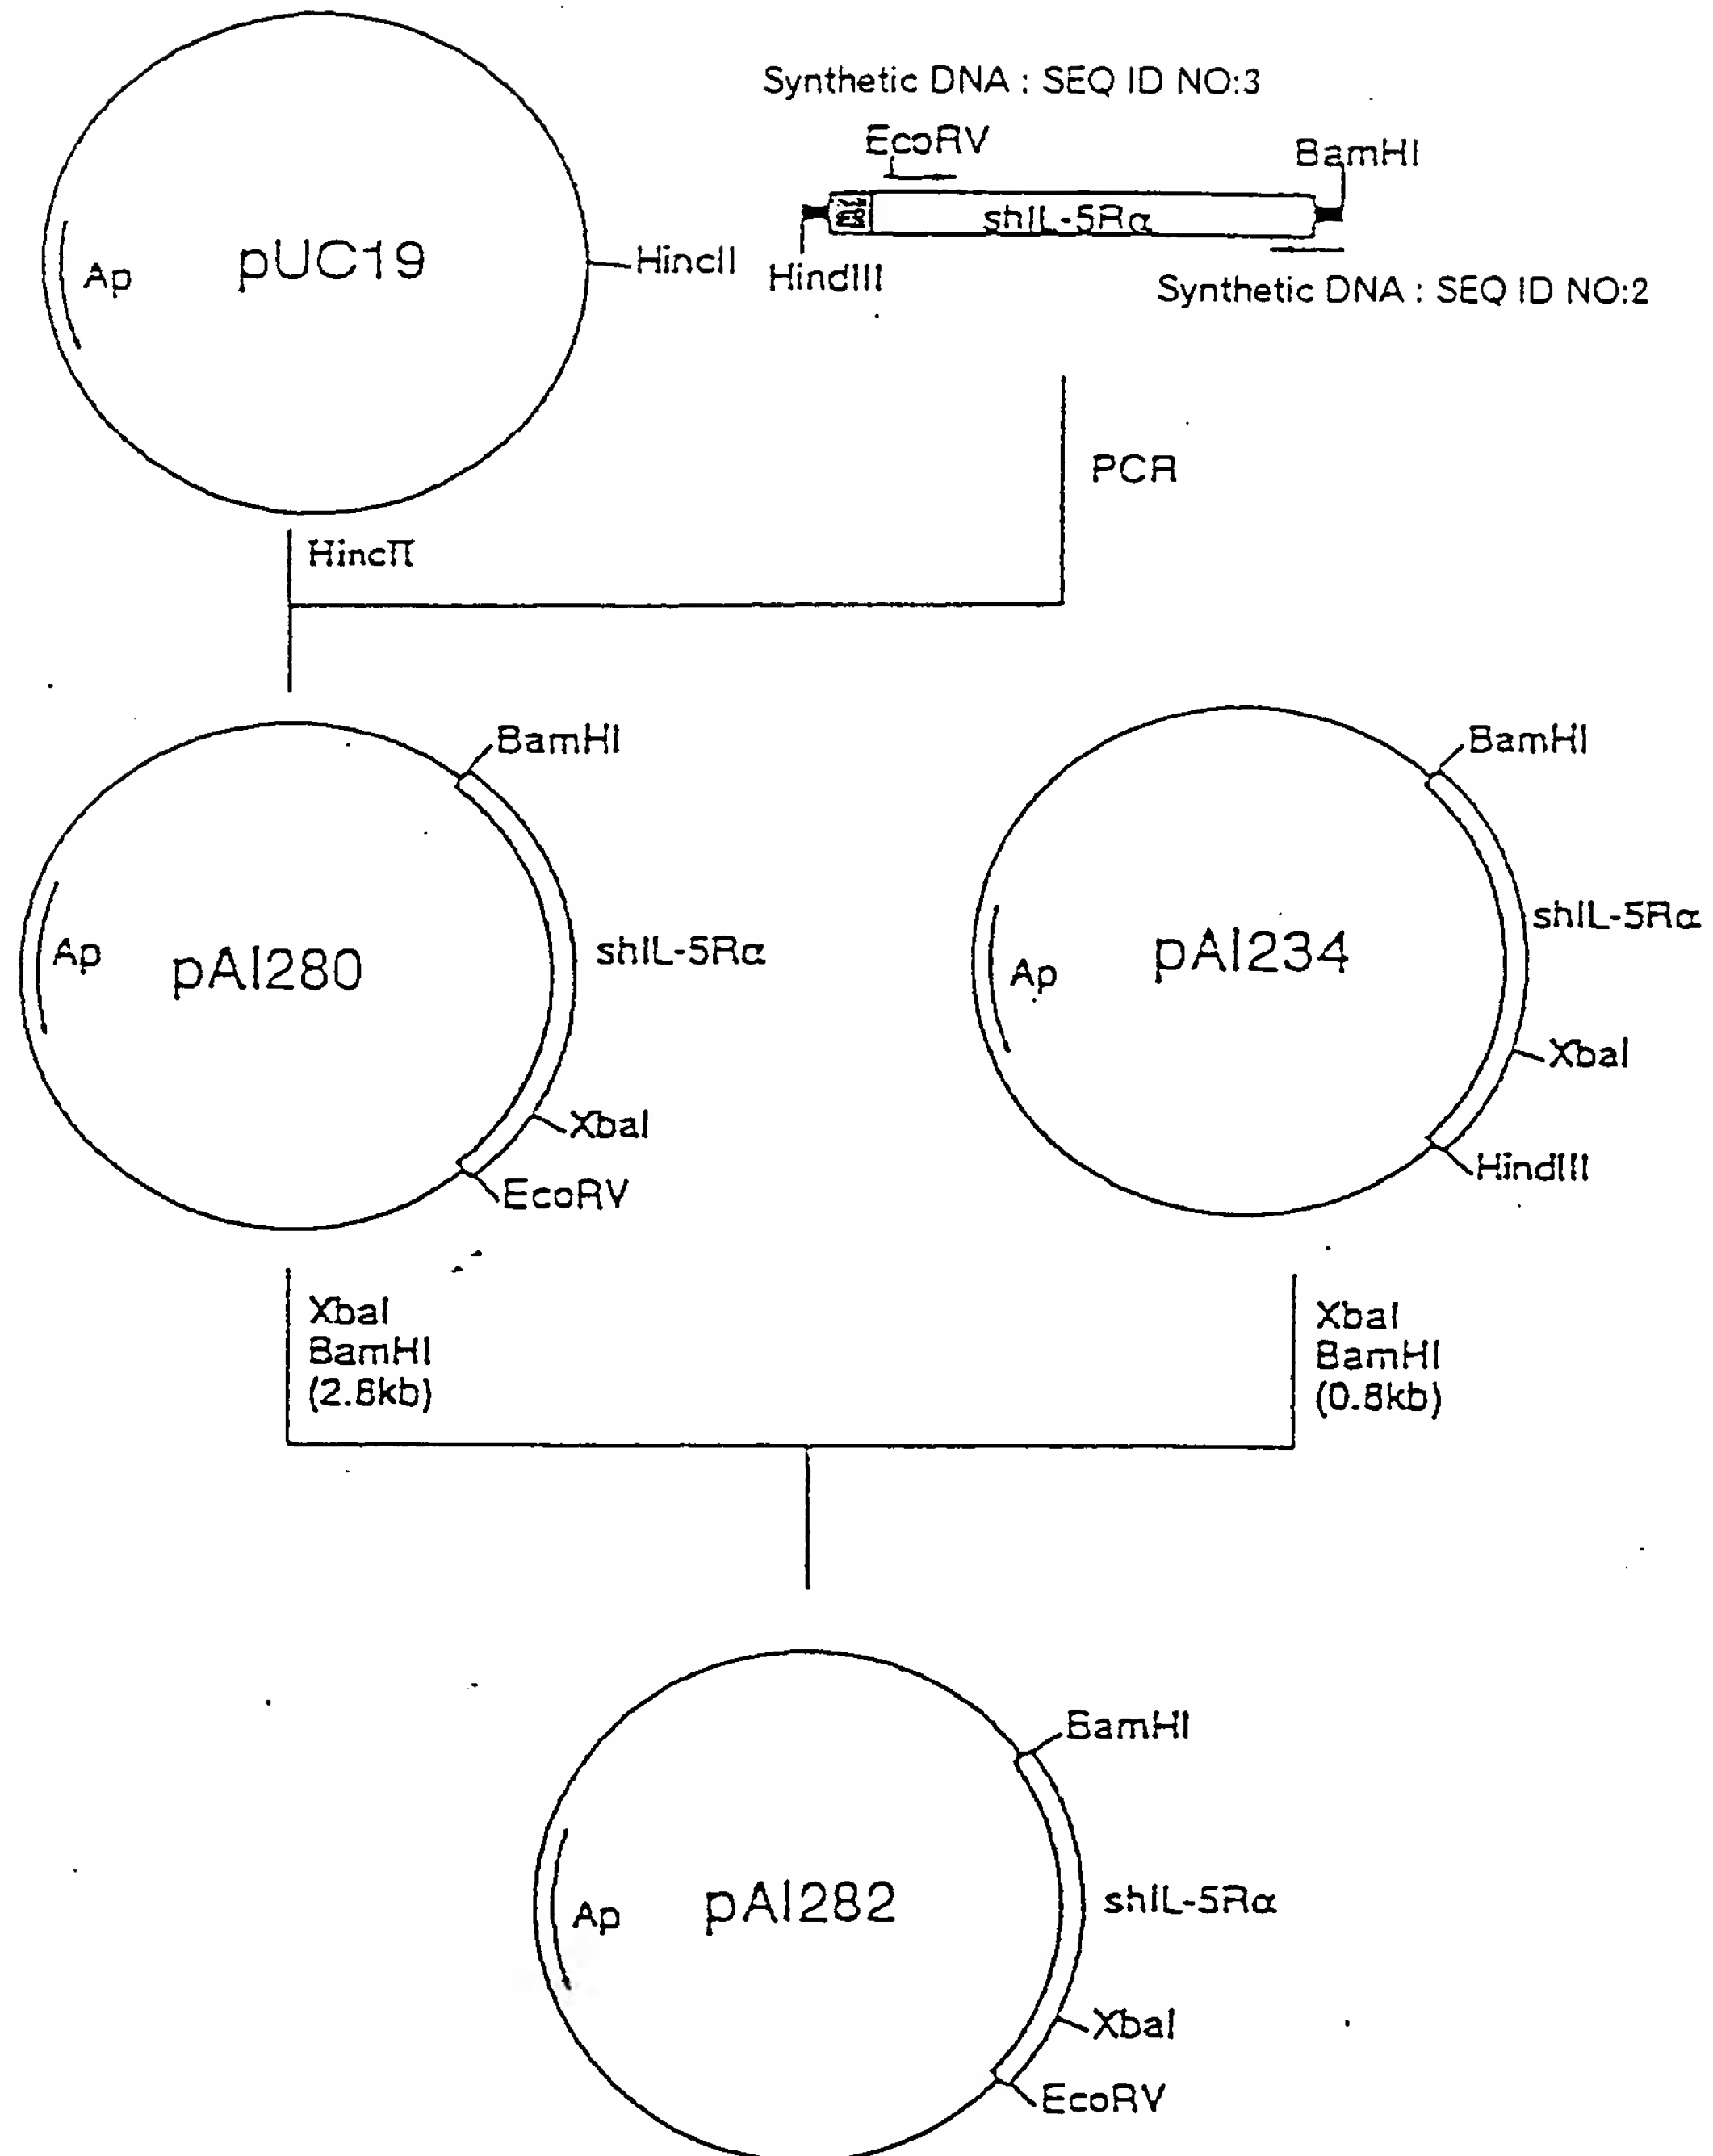 Synthetic DNA : SEQ ID NO:3
EcoRV
BamHI
shIL-5Rα
pUC19
Ap
HincII
HindIII
Synthetic DNA : SEQ ID NO:2
PCR
HincII
BamHI
BamHI
shIL-5Rα
Ap
pAI280
shIL-5Rα
Ap
pAI234
XbaI
XbaI
HindIII
EcoRV
XbaI
BamHI
(2.8kb)
XbaI
BamHI
(0.8kb)
BamHI
Ap
pAI282
shIL-5Rα
XbaI
EcoRV